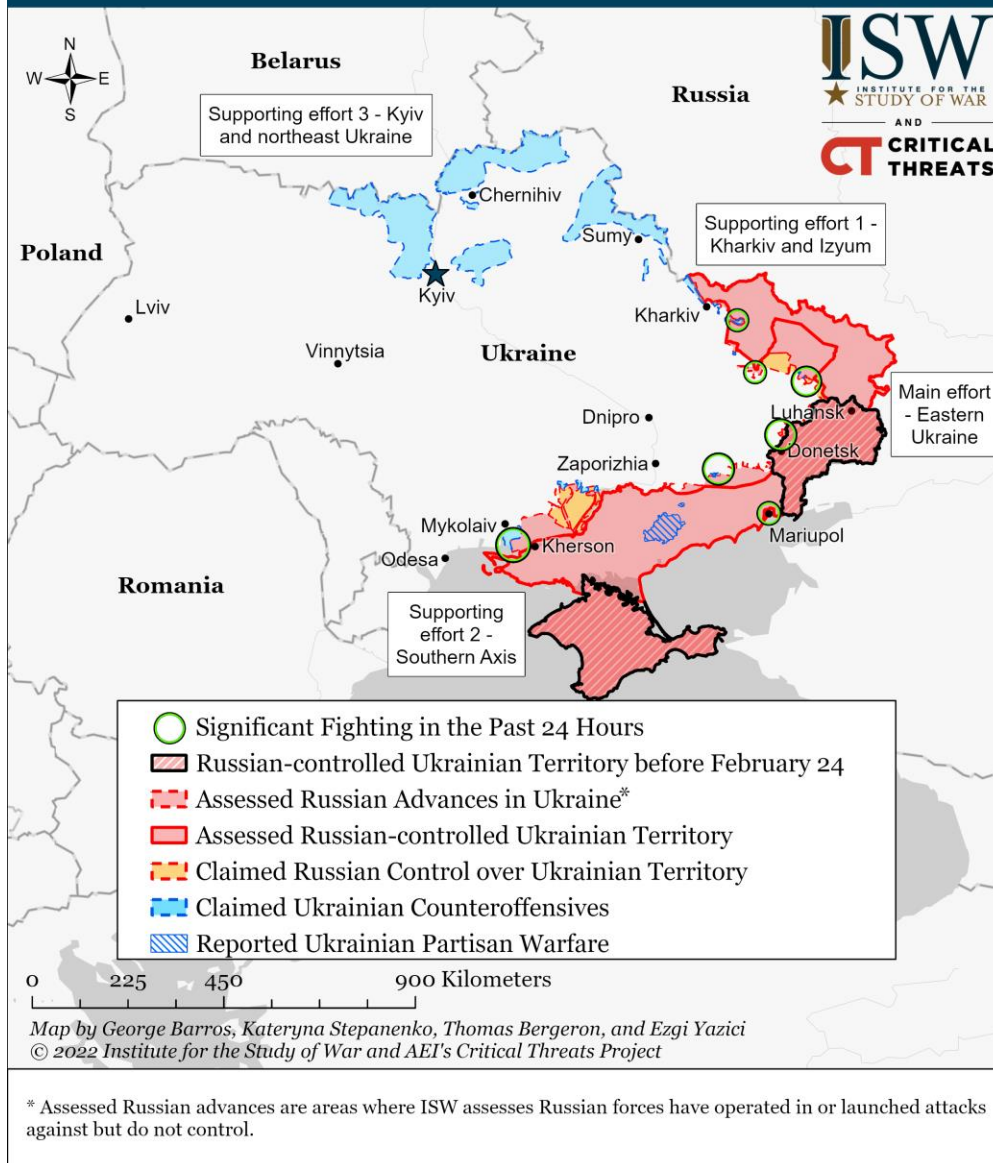 N
W
E
S
Belarus
Russia
Supporting effort 3 - Kyiv
and northeast Ukraine
ISW
INSTITUTE FOR THE
STUDY OF WAR
AND
CT CRITICAL
THREATS
Chernihiv
Sumy
Supporting effort 1 -
Kharkiv and Izyum
Poland
Kyiv
Lviv
Kharkiv
Vinnytsia
Ukraine
Main effort
- Eastern
Ukraine
Dnipro
Luhansk
Donetsk
Zaporizhia
Mykolaiv
Kherson
Mariupol
Odesa
Romania
Supporting
effort 2 -
Southern Axis
Significant Fighting in the Past 24 Hours
Russian-controlled Ukrainian Territory before February 24
Assessed Russian Advances in Ukraine*
Assessed Russian-controlled Ukrainian Territory
Claimed Russian Control over Ukrainian Territory
Claimed Ukrainian Counteroffensives
Reported Ukrainian Partisan Warfare
0 225 450 900 Kilometers
Map by George Barros, Kateryna Stepanenko, Thomas Bergeron, and Ezgi Yazici
© 2022 Institute for the Study of War and AEI's Critical Threats Project
* Assessed Russian advances are areas where ISW assesses Russian forces have operated in or launched attacks
against but do not control.